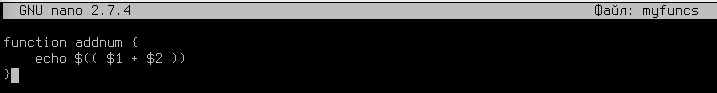 GNU nano 2.7.4 Файл: myfuncs
function addnum {
    echo $(( $1 + $2 ))
}